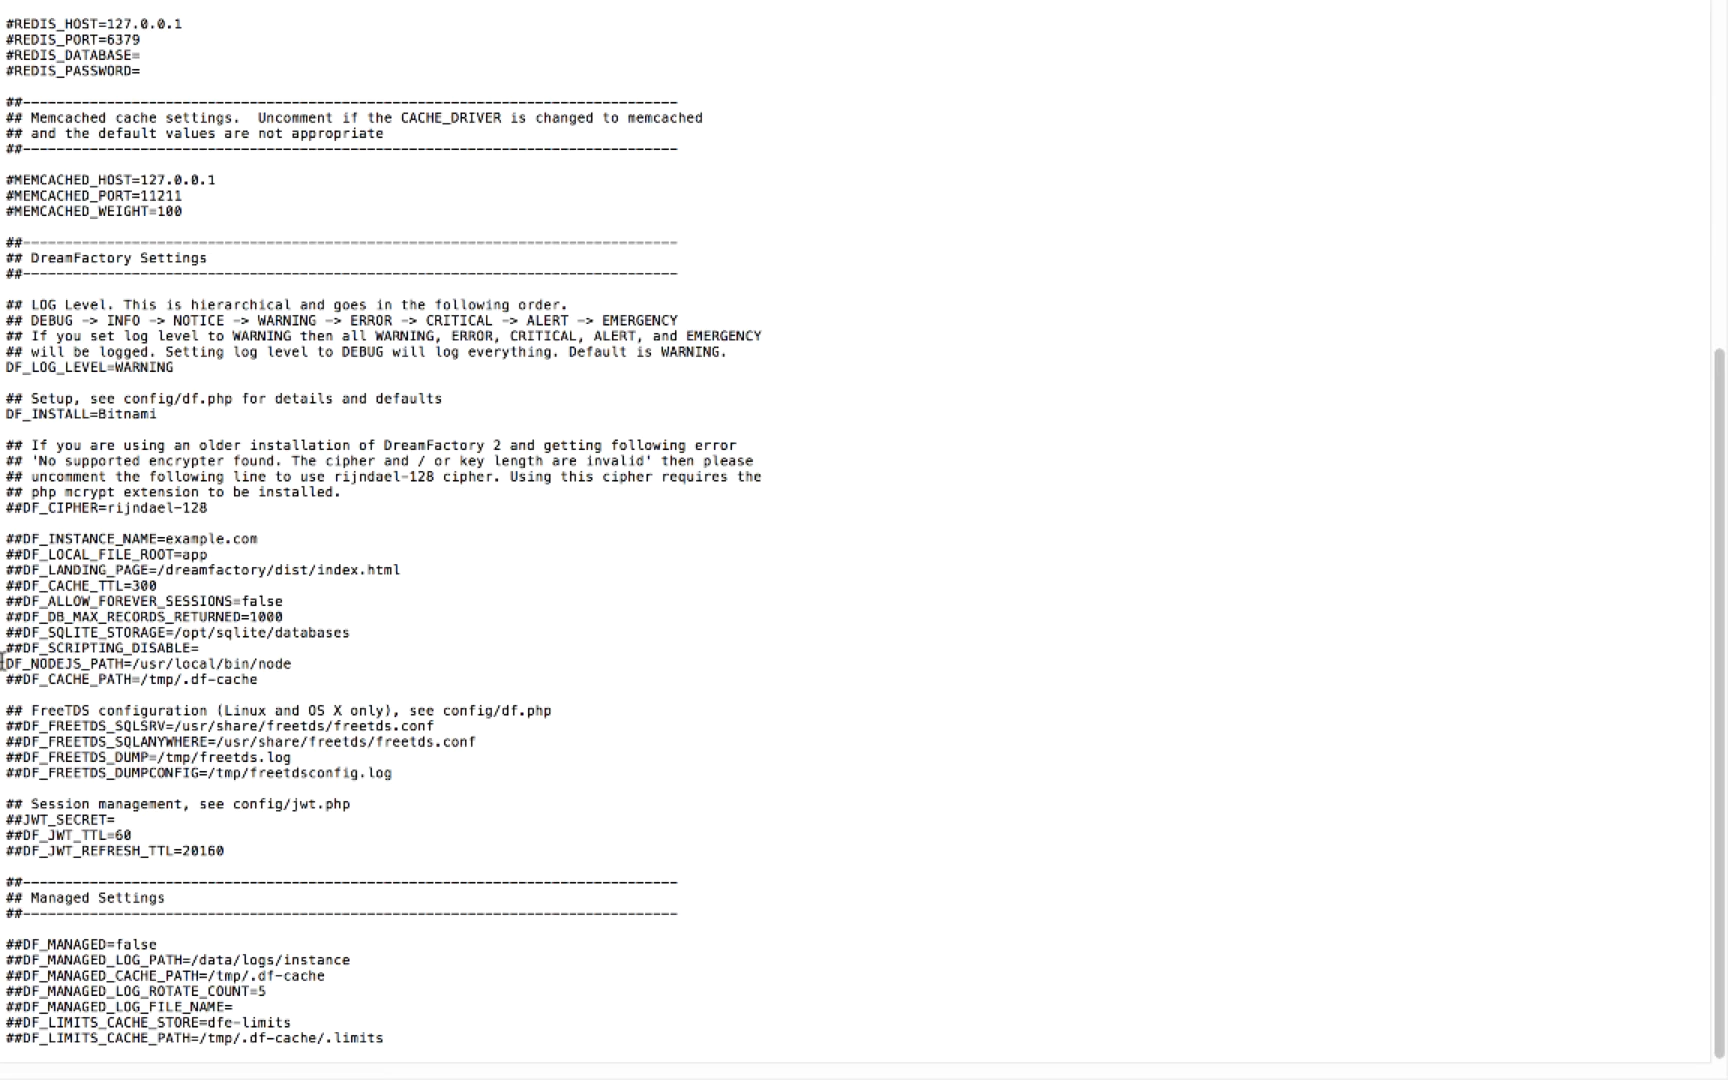 #REDIS_HOST=127.0.0.1
#REDIS_PORT=6379
#REDIS_DATABASE=
#REDIS_PASSWORD=
##------------------------------------------------------------------------------
## Memcached cache settings.  Uncomment if the CACHE_DRIVER is changed to memcached
## and the default values are not appropriate
##------------------------------------------------------------------------------
#MEMCACHED_HOST=127.0.0.1
#MEMCACHED_PORT=11211
#MEMCACHED_WEIGHT=100
##------------------------------------------------------------------------------
## DreamFactory Settings
##------------------------------------------------------------------------------
## LOG Level. This is hierarchical and goes in the following order.
## DEBUG -> INFO -> NOTICE -> WARNING -> ERROR -> CRITICAL -> ALERT -> EMERGENCY
## If you set log level to WARNING then all WARNING, ERROR, CRITICAL, ALERT, and EMERGENCY
## will be logged. Setting log level to DEBUG will log everything. Default is WARNING.
DF_LOG_LEVEL=WARNING
## Setup, see config/df.php for details and defaults
DF_INSTALL=Bitnami
## If you are using an older installation of DreamFactory 2 and getting following error
## 'No supported encrypter found. The cipher and / or key length are invalid' then please
## uncomment the following line to use rijndael-128 cipher. Using this cipher requires the
## php mcrypt extension to be installed.
##DF_CIPHER=rijndael-128
##DF_INSTANCE_NAME=example.com
##DF_LOCAL_FILE_ROOT=app
##DF_LANDING_PAGE=/dreamfactory/dist/index.html
##DF_CACHE_TTL=300
##DF_ALLOW_FOREVER_SESSIONS=false
##DF_DB_MAX_RECORDS_RETURNED=1000
##DF_SQLITE_STORAGE=/opt/sqlite/databases
##DF_SCRIPTING_DISABLE=
DF_NODEJS_PATH=/usr/local/bin/node
##DF_CACHE_PATH=/tmp/.df-cache
## FreeTDS configuration (Linux and OS X only), see config/df.php
##DF_FREETDS_SQLSRV=/usr/share/freetds/freetds.conf
##DF_FREETDS_SQLANYWHERE=/usr/share/freetds/freetds.conf
##DF_FREETDS_DUMP=/tmp/freetds.log
##DF_FREETDS_DUMPCONFIG=/tmp/freetdsconfig.log
## Session management, see config/jwt.php
##JWT_SECRET=
##DF_JWT_TTL=60
##DF_JWT_REFRESH_TTL=20160
##------------------------------------------------------------------------------
## Managed Settings
##------------------------------------------------------------------------------
##DF_MANAGED=false
##DF_MANAGED_LOG_PATH=/data/logs/instance
##DF_MANAGED_CACHE_PATH=/tmp/.df-cache
##DF_MANAGED_LOG_ROTATE_COUNT=5
##DF_MANAGED_LOG_FILE_NAME=
##DF_LIMITS_CACHE_STORE=dfe-limits
##DF_LIMITS_CACHE_PATH=/tmp/.df-cache/.limits